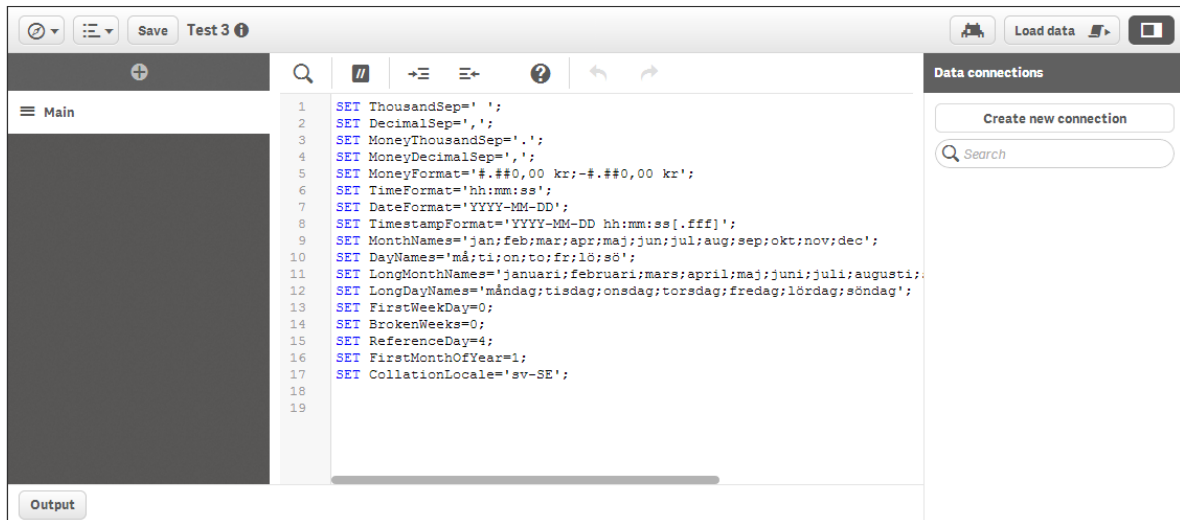 Save Test 3 Load data
Data connections
Main
Create new connection
Search
1 SET ThousandSep=' ';
2 SET DecimalSep=',';
3 SET MoneyThousandSep='.';
4 SET MoneyDecimalSep=',';
5 SET MoneyFormat='#.##0,00 kr;-#.##0,00 kr';
6 SET TimeFormat='hh:mm:ss';
7 SET DateFormat='YYYY-MM-DD';
8 SET TimestampFormat='YYYY-MM-DD hh:mm:ss[.fff]';
9 SET MonthNames='jan;feb;mar;apr;maj;jun;jul;aug;sep;okt;nov;dec';
10 SET DayNames='må;ti;on;to;fr;lö;sö';
11 SET LongMonthNames='januari;februari;mars;april;maj;juni;juli;augusti;
12 SET LongDayNames='måndag;tisdag;onsdag;torsdag;fredag;lördag;söndag';
13 SET FirstWeekDay=0;
14 SET BrokenWeeks=0;
15 SET ReferenceDay=4;
16 SET FirstMonthOfYear=1;
17 SET CollationLocale='sv-SE';
18
19
Output